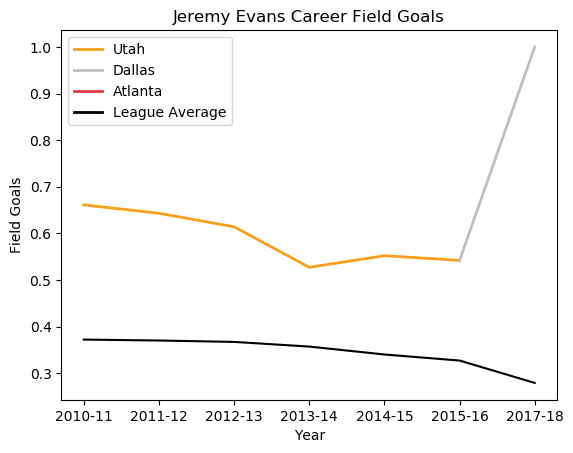 Jeremy Evans Career Field Goals
Utah
Dallas
Atlanta
League Average
1.0
0.9
0.8
0.7
0.6
0.5
0.4
0.3
Field Goals
2010-11 2011-12 2012-13 2013-14 2014-15 2015-16 2017-18
Year